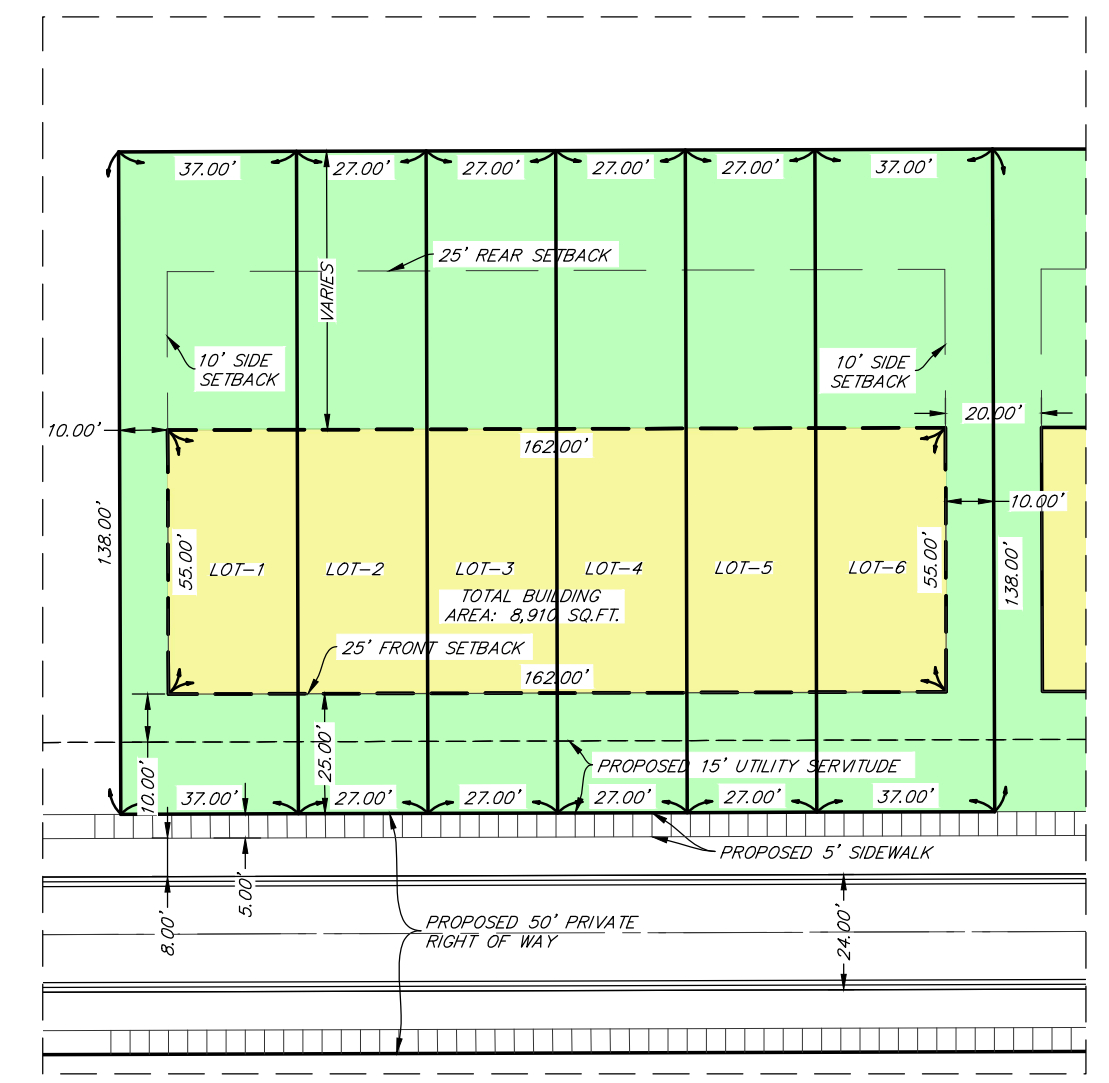 37.00'
27.00'
27.00'
27.00'
27.00'
37.00'
25' REAR SETBACK
VARIES
10' SIDE
SETBACK
10' SIDE
SETBACK
20.00'
10.00'
162.00'
10.00'
138.00'
55.00'
LOT-1
LOT-2
LOT-3
LOT-4
LOT-5
LOT-6
55.00'
138.00'
TOTAL BUILDING
AREA: 8,910 SQ.FT.
25' FRONT SETBACK
162.00'
25.00'
10.00'
PROPOSED 15' UTILITY SERVITUDE
37.00'
27.00'
27.00'
27.00'
27.00'
37.00'
PROPOSED 5' SIDEWALK
5.00'
8.00'
PROPOSED 50' PRIVATE
RIGHT OF WAY
24.00'